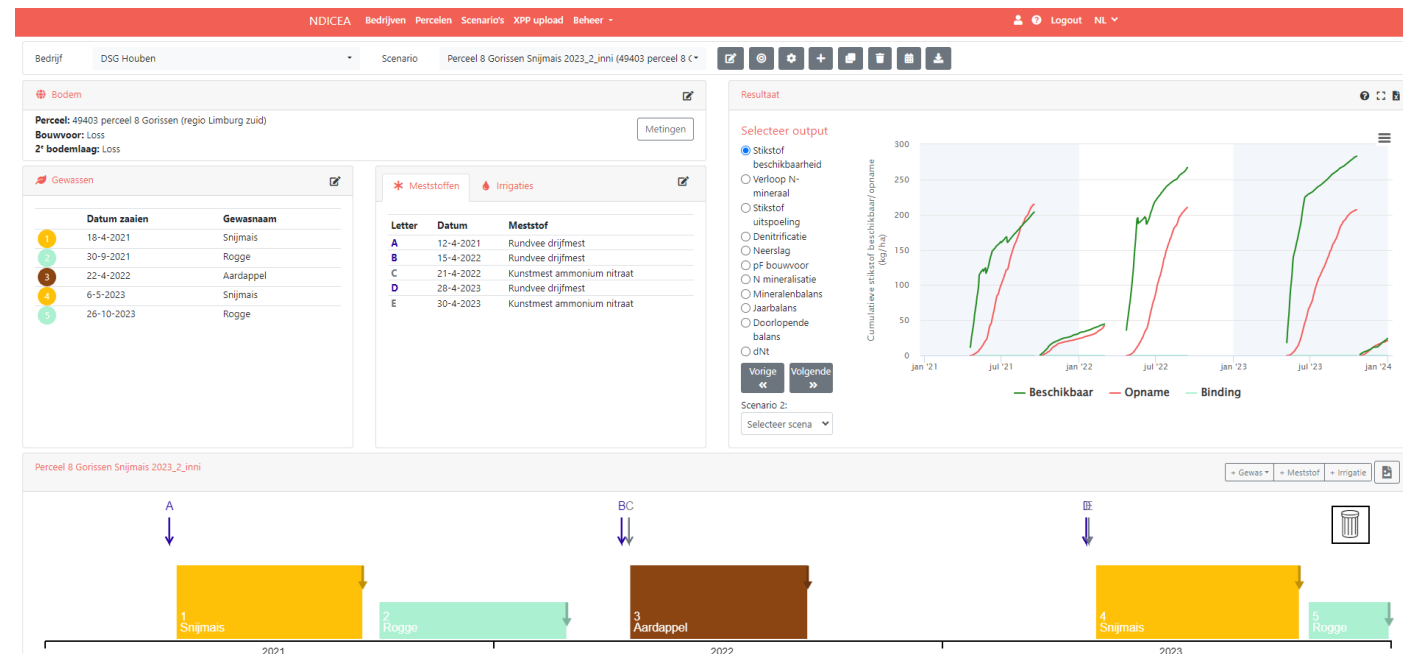 NDICEA Bedrijven Percelen Scenario's XPP upload Beheer Logout NL
Bedrijf DSG Houben Scenario Perceel 8 Gorissen Snijmais 2023_2_inni (49403 perceel 8 G
Bodem
Perceel: 49403 perceel 8 Gorissen (regio Limburg zuid)
Bouwvoor: Loss
2e bodemlaag: Loss
Metingen
Gewassen
Datum zaaien Gewasnaam
1 18-4-2021 Snijmais
2 30-9-2021 Rogge
3 22-4-2022 Aardappel
4 6-5-2023 Snijmais
5 26-10-2023 Rogge
Meststoffen Irrigaties
Letter Datum Meststof
A 12-4-2021 Rundvee drijfmest
B 15-4-2022 Rundvee drijfmest
C 21-4-2022 Kunstmest ammonium nitraat
D 28-4-2023 Rundvee drijfmest
E 30-4-2023 Kunstmest ammonium nitraat
Resultaat
Selecteer output
Stikstof
beschikbaarheid
Verloop N-
mineraal
Stikstof
uitspoeling
Denitrificatie
Neerslag
pF bouwvoor
N mineralisatie
Mineralenbalans
Jaarbalans
Doorlopende
balans
dNt
Vorige Volgende
Scenario 2:
Selecteer scena
Cumulatieve stikstof beschikbaar/opname
(kg/ha)
300
250
200
150
100
50
0
jan '21 jul '21 jan '22 jul '22 jan '23 jul '23 jan '24
Beschikbaar Opname Binding
Perceel 8 Gorissen Snijmais 2023_2_inni
+ Gewas + Meststof + Irrigatie
A BC DE
1
Snijmais
2
Rogge
3
Aardappel
4
Snijmais
5
Rogge
2021 2022 2023